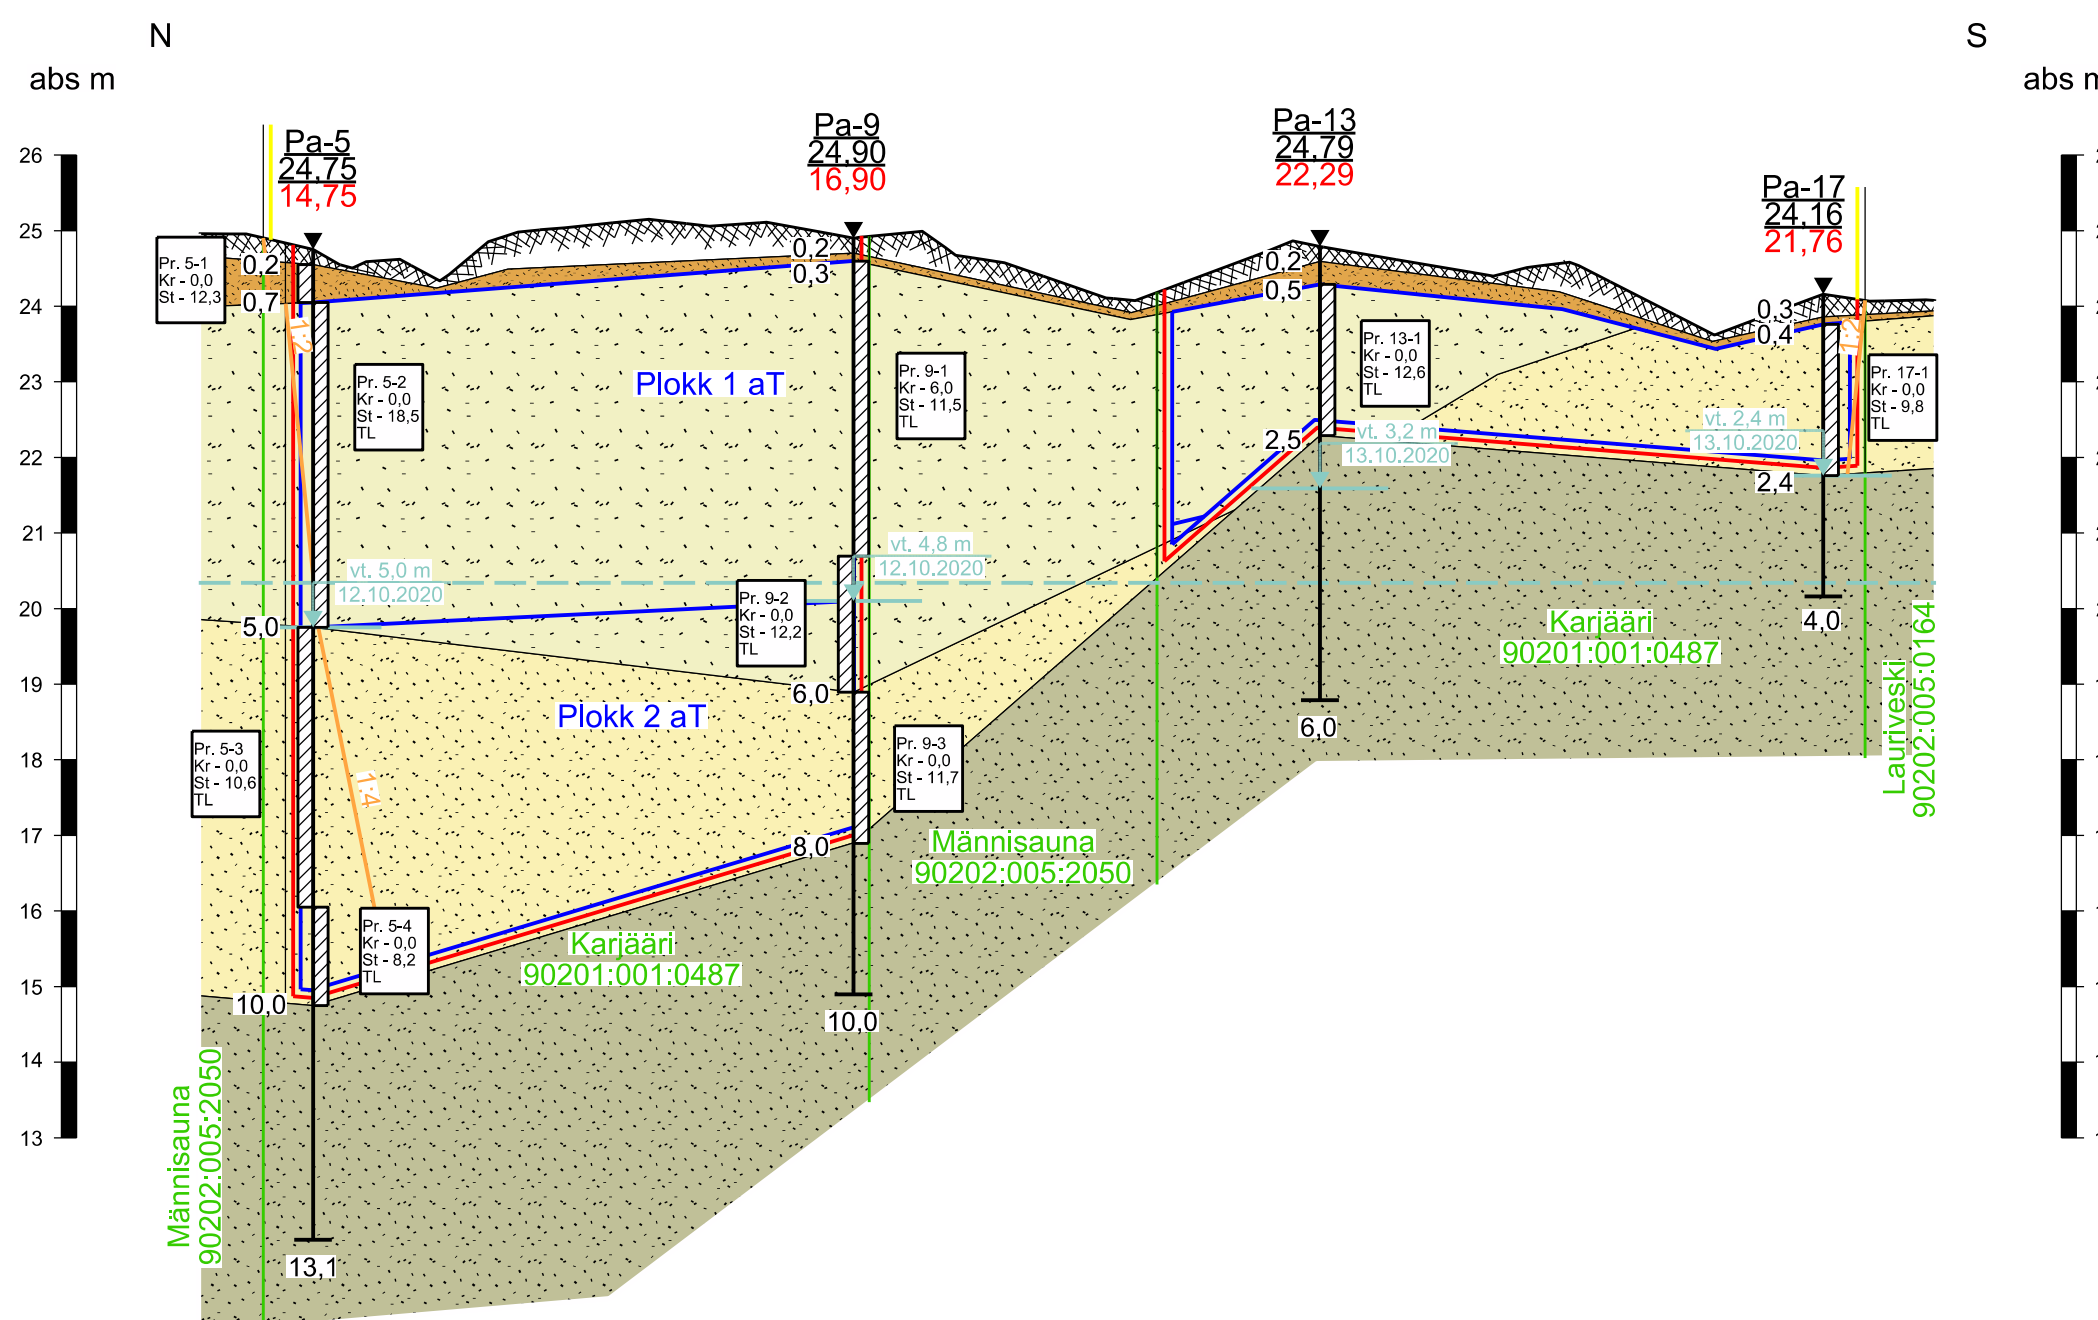 N
S
abs m
abs m
Pa-5
24,75
14,75
Pa-9
24,90
16,90
Pa-13
24,79
22,29
Pa-17
24,16
21,76
26
25
24
23
22
21
20
19
18
17
16
15
14
13
Pr. 5-1
Kr - 0,0
St - 12,3
0,2
0,7
1:2
Pr. 5-2
Kr - 0,0
St - 18,5
TL
Plokk 1 aT
0,2
0,3
Pr. 9-1
Kr - 6,0
St - 11,5
TL
0,2
0,5
Pr. 13-1
Kr - 0,0
St - 12,6
TL
0,3
0,4
1:2
Pr. 17-1
Kr - 0,0
St - 9,8
TL
2,5
vt. 3,2 m
13.10.2020
vt. 2,4 m
13.10.2020
2,4
vt. 5,0 m
12.10.2020
vt. 4,8 m
12.10.2020
5,0
Pr. 9-2
Kr - 0,0
St - 12,2
TL
6,0
Plokk 2 aT
Pr. 5-3
Kr - 0,0
St - 10,6
TL
1:4
Pr. 9-3
Kr - 0,0
St - 11,7
TL
8,0
Karjääri
90201:001:0487
4,0
6,0
Lauriveski
90202:005:0164
Männisauna
90202:005:2050
Pr. 5-4
Kr - 0,0
St - 8,2
TL
Karjääri
90201:001:0487
10,0
10,0
Männisauna
90202:005:2050
13,1